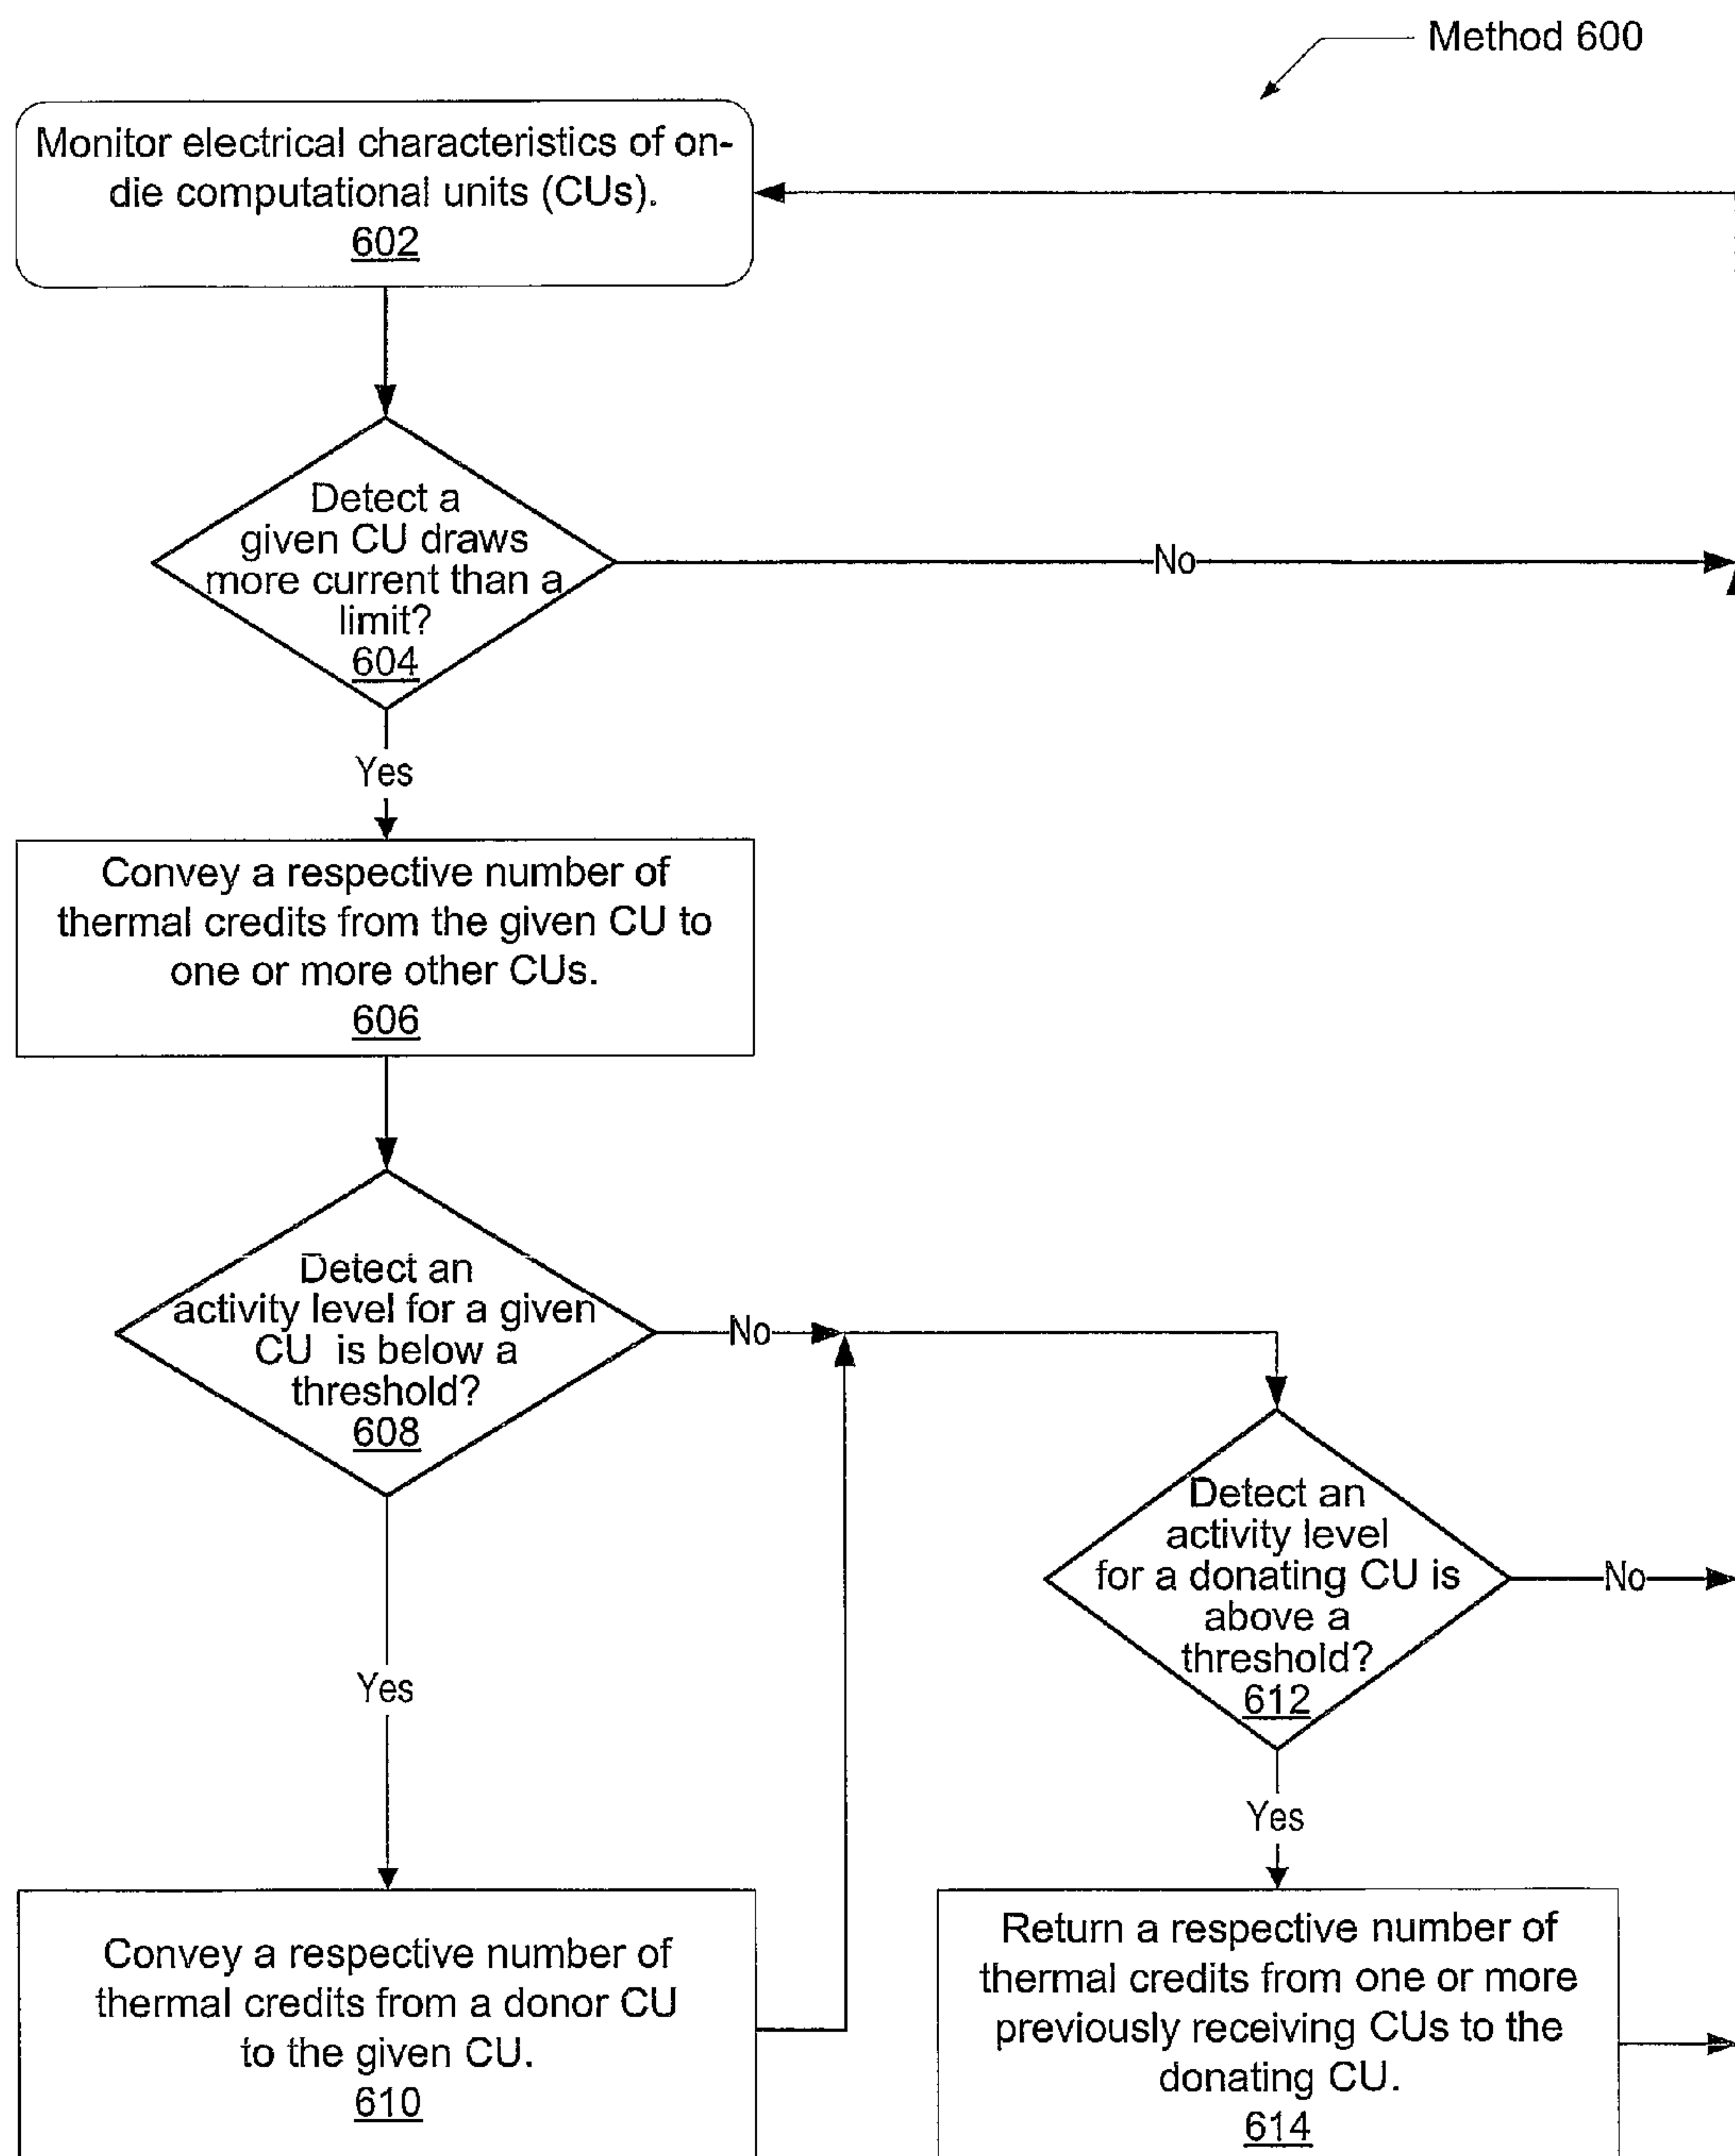 Method 600
Monitor electrical characteristics of on-
die computational units (CUs).
602
Detect a
given CU draws
more current than a
limit?
604
No
Yes
Convey a respective number of
thermal credits from the given CU to
one or more other CUs.
606
Detect an
activity level for a given
CU is below a
threshold?
608
No
Yes
Detect an
activity level
for a donating CU is
above a
threshold?
612
No
Yes
Convey a respective number of
thermal credits from a donor CU
to the given CU.
610
Return a respective number of
thermal credits from one or more
previously receiving CUs to the
donating CU.
614